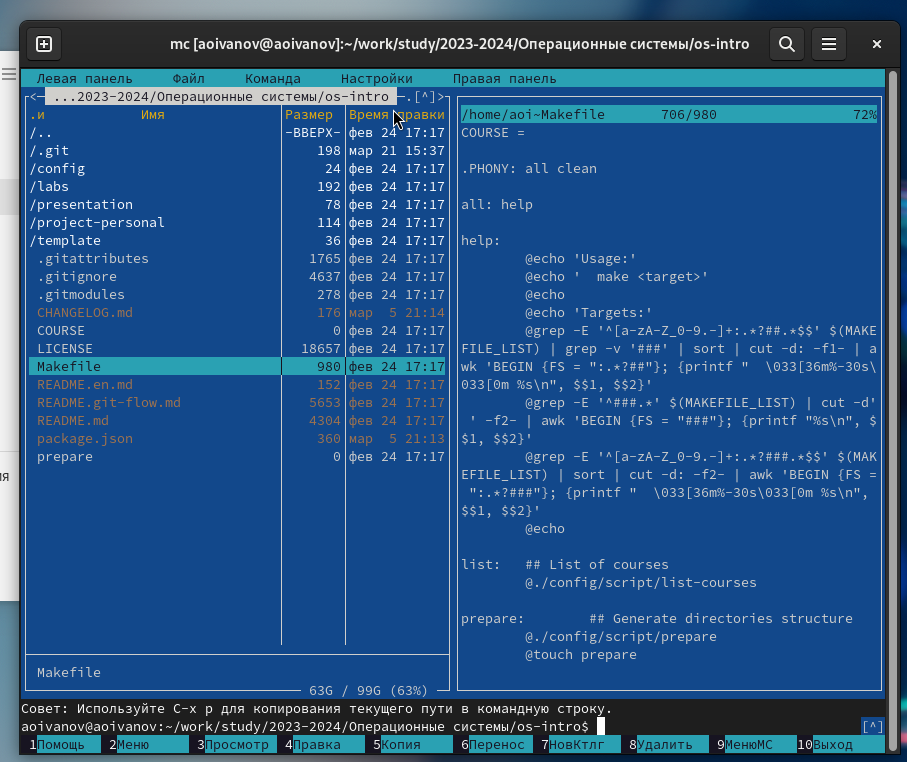 mc [aoivanov@aoivanov]:~/work/study/2023-2024/Операционные системы/os-intro
Левая панель Файл Команда Настройки Правая панель
<─ ...2023-2024/Операционные системы/os-intro ─.[^]>
.и Имя Размер Время правки
/.. -ВВЕРХ- фев 24 17:17
/.git 198 мар 21 15:37
/config 24 фев 24 17:17
/labs 192 фев 24 17:17
/presentation 78 фев 24 17:17
/project-personal 114 фев 24 17:17
/template 36 фев 24 17:17
.gitattributes 1765 фев 24 17:17
.gitignore 4637 фев 24 17:17
.gitmodules 278 фев 24 17:17
CHANGELOG.md 176 мар  5 21:14
COURSE 0 фев 24 17:17
LICENSE 18657 фев 24 17:17
Makefile 980 фев 24 17:17
README.en.md 152 фев 24 17:17
README.git-flow.md 5653 фев 24 17:17
README.md 4304 фев 24 17:17
package.json 360 мар  5 21:13
prepare 0 фев 24 17:17
Makefile
63G / 99G (63%)
/home/aoi~Makefile 706/980 72%
COURSE =
.PHONY: all clean
all: help
help:
@echo 'Usage:'
@echo '  make <target>'
@echo
@echo 'Targets:'
@grep -E '^[a-zA-Z_0-9.-]+:.*?##.*$$' $(MAKE
FILE_LIST) | grep -v '###' | sort | cut -d: -f1- | a
wk 'BEGIN {FS = ":.*?##"}; {printf "  \033[36m%-30s\
033[0m %s\n", $$1, $$2}'
@grep -E '^###.*' $(MAKEFILE_LIST) | cut -d'
' -f2- | awk 'BEGIN {FS = "###"}; {printf "%s\n", $
$1, $$2}'
@grep -E '^[a-zA-Z_0-9.-]+:.*?###.*$$' $(MAK
EFILE_LIST) | sort | cut -d: -f2- | awk 'BEGIN {FS =
":.*?###"}; {printf "  \033[36m%-30s\033[0m %s\n",
$$1, $$2}'
@echo
list:   ## List of courses
@./config/script/list-courses
prepare:        ## Generate directories structure
@./config/script/prepare
@touch prepare
Совет: Используйте C-x p для копирования текущего пути в командную строку.
aoivanov@aoivanov:~/work/study/2023-2024/Операционные системы/os-intro$ [^]
1Помощь 2Меню 3Просмотр 4Правка 5Копия 6Перенос 7НовКтлг 8Удалить 9МенюMC 10Выход